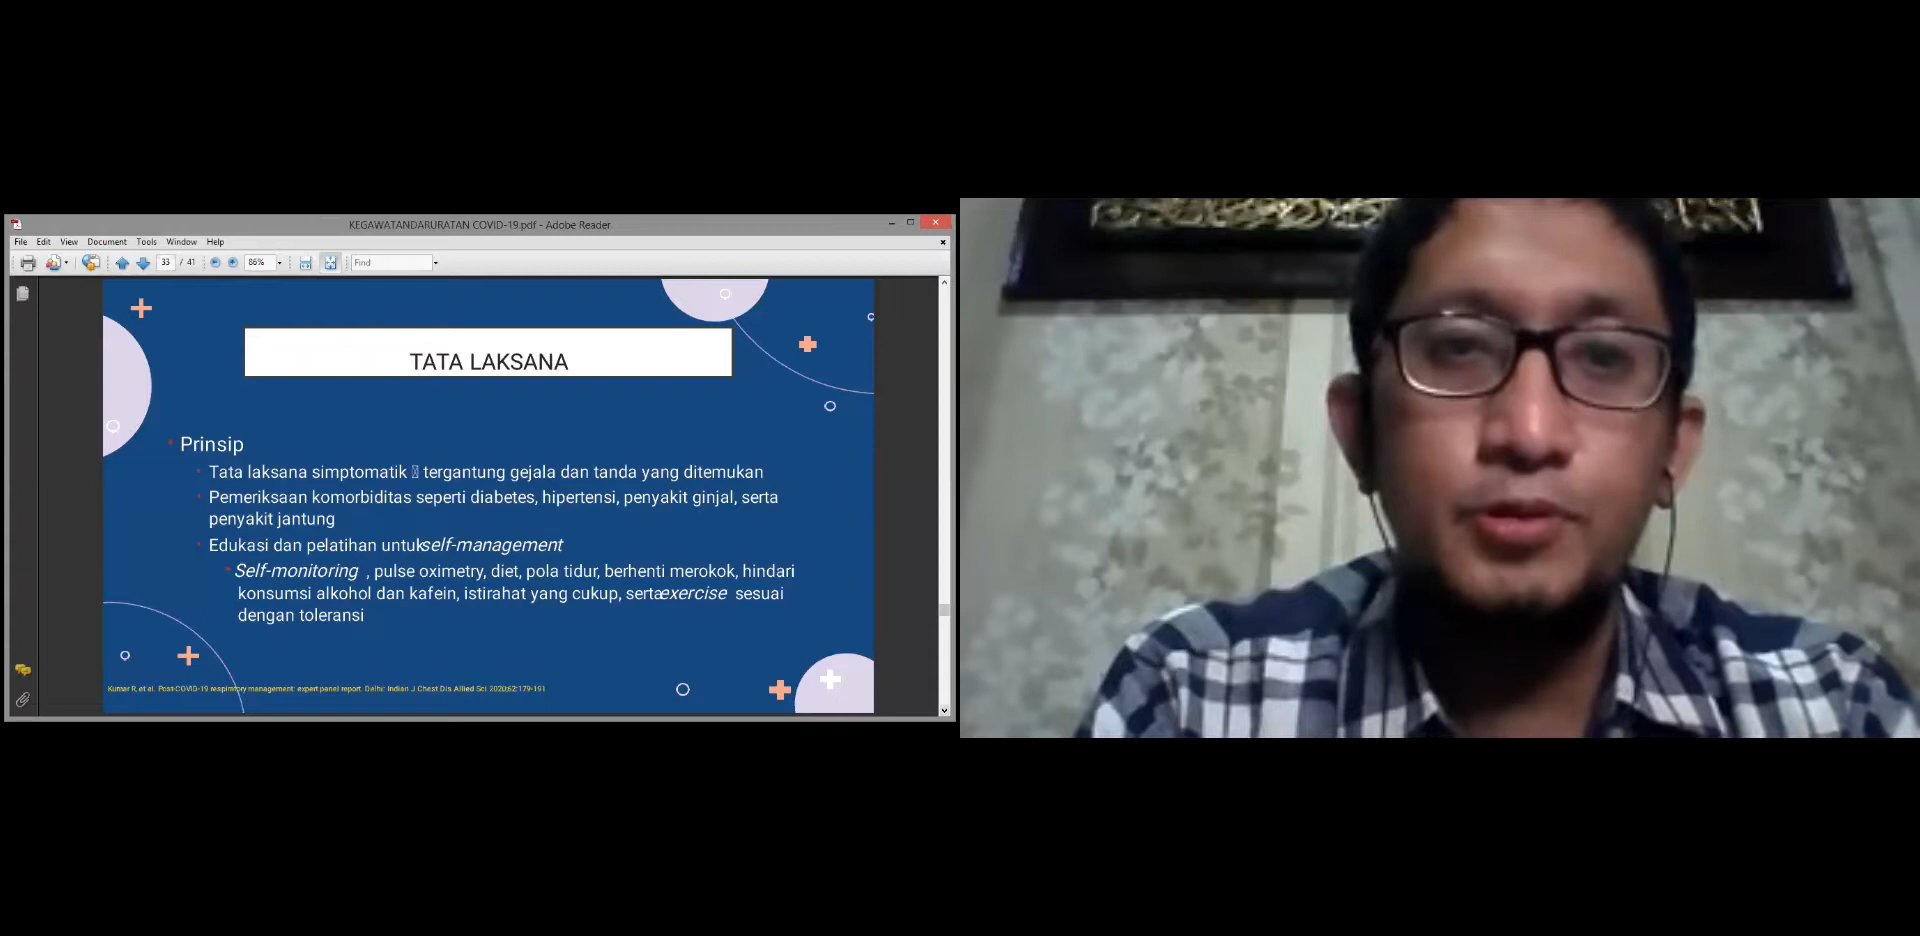 KEGAWATANDARURATAN COVID-19.pdf - Adobe Reader
File Edit View Document Tools Window Help
33 / 41 86% Find
TATA LAKSANA
Prinsip
Tata laksana simptomatik tergantung gejala dan tanda yang ditemukan
Pemeriksaan komorbiditas seperti diabetes, hipertensi, penyakit ginjal, serta
penyakit jantung
Edukasi dan pelatihan untuk self-management
Self-monitoring , pulse oximetry, diet, pola tidur, berhenti merokok, hindari
konsumsi alkohol dan kafein, istirahat yang cukup, serta exercise sesuai
dengan toleransi
Kumar R, et al. Post-COVID-19 respiratory management: expert panel report. Delhi: Indian J Chest Dis Allied Sci 2020;62:179-191